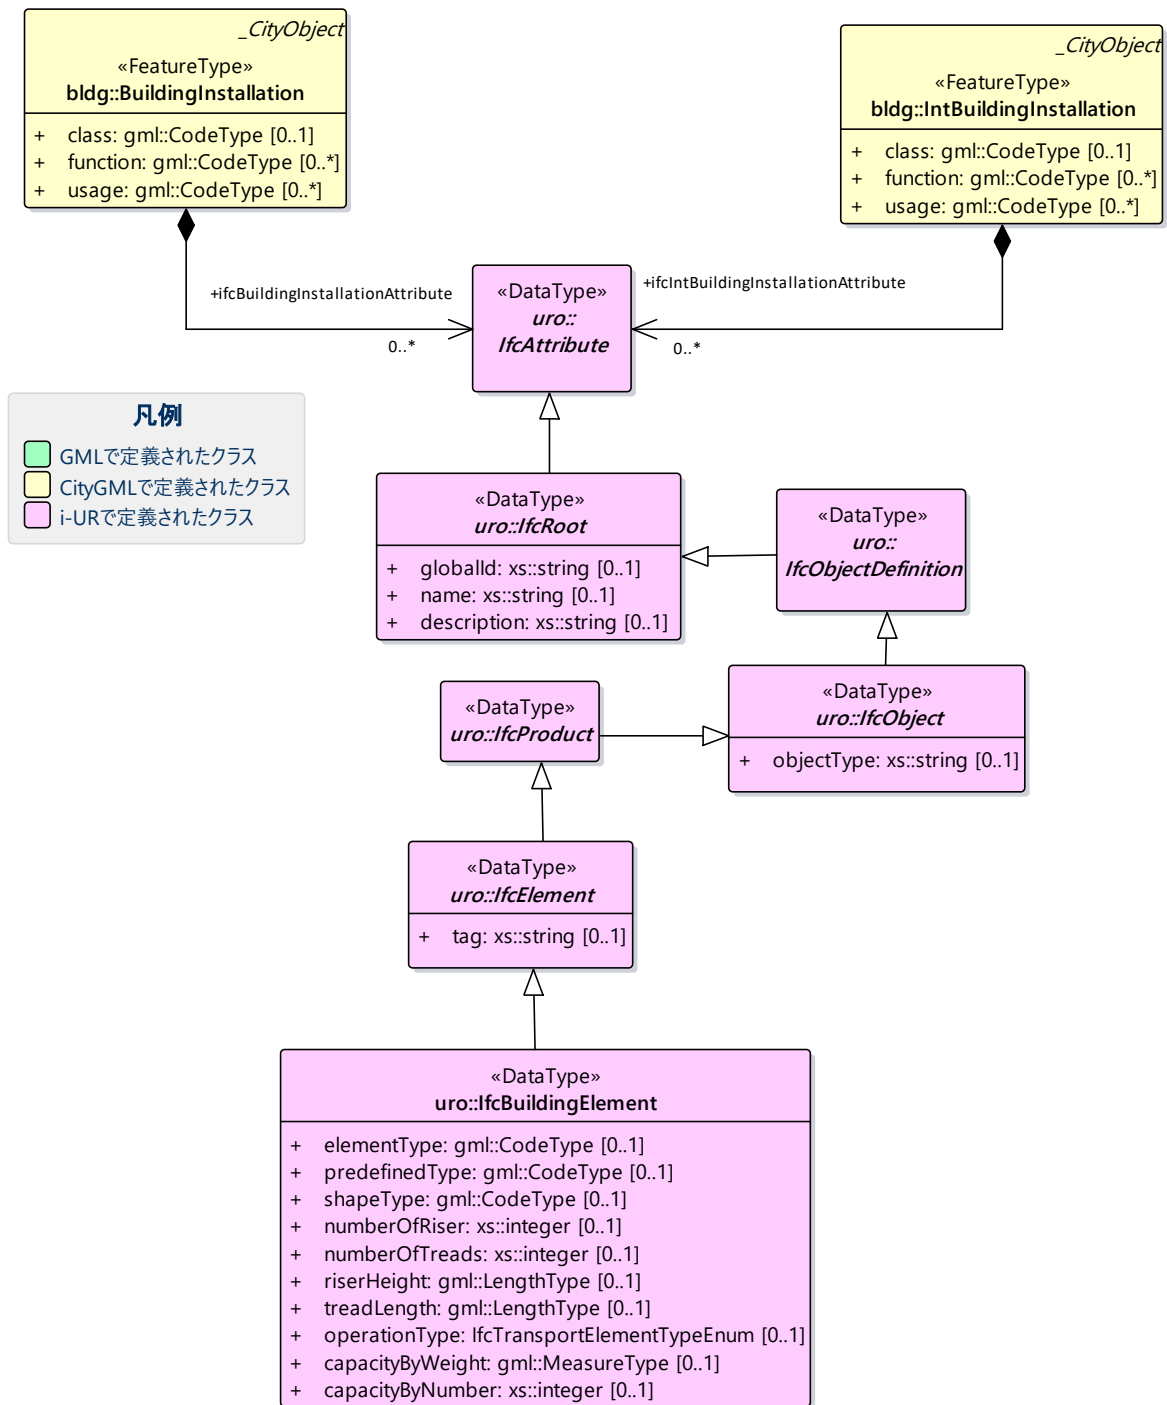 _CityObject
«FeatureType»
bldg::BuildingInstallation
+ class: gml::CodeType [0..1]
+ function: gml::CodeType [0..*]
+ usage: gml::CodeType [0..*]
_CityObject
«FeatureType»
bldg::IntBuildingInstallation
+ class: gml::CodeType [0..1]
+ function: gml::CodeType [0..*]
+ usage: gml::CodeType [0..*]
+ifcBuildingInstallationAttribute
0..*
«DataType»
uro::
IfcAttribute
+ifcIntBuildingInstallationAttribute
0..*
凡例
GMLで定義されたクラス
CityGMLで定義されたクラス
i-URで定義されたクラス
«DataType»
uro::IfcRoot
+ globalId: xs::string [0..1]
+ name: xs::string [0..1]
+ description: xs::string [0..1]
«DataType»
uro::
IfcObjectDefinition
«DataType»
uro::IfcProduct
«DataType»
uro::IfcObject
+ objectType: xs::string [0..1]
«DataType»
uro::IfcElement
+ tag: xs::string [0..1]
«DataType»
uro::IfcBuildingElement
+ elementType: gml::CodeType [0..1]
+ predefinedType: gml::CodeType [0..1]
+ shapeType: gml::CodeType [0..1]
+ numberOfRiser: xs::integer [0..1]
+ numberOfTreads: xs::integer [0..1]
+ riserHeight: gml::LengthType [0..1]
+ treadLength: gml::LengthType [0..1]
+ operationType: IfcTransportElementTypeEnum [0..1]
+ capacityByWeight: gml::MeasureType [0..1]
+ capacityByNumber: xs::integer [0..1]